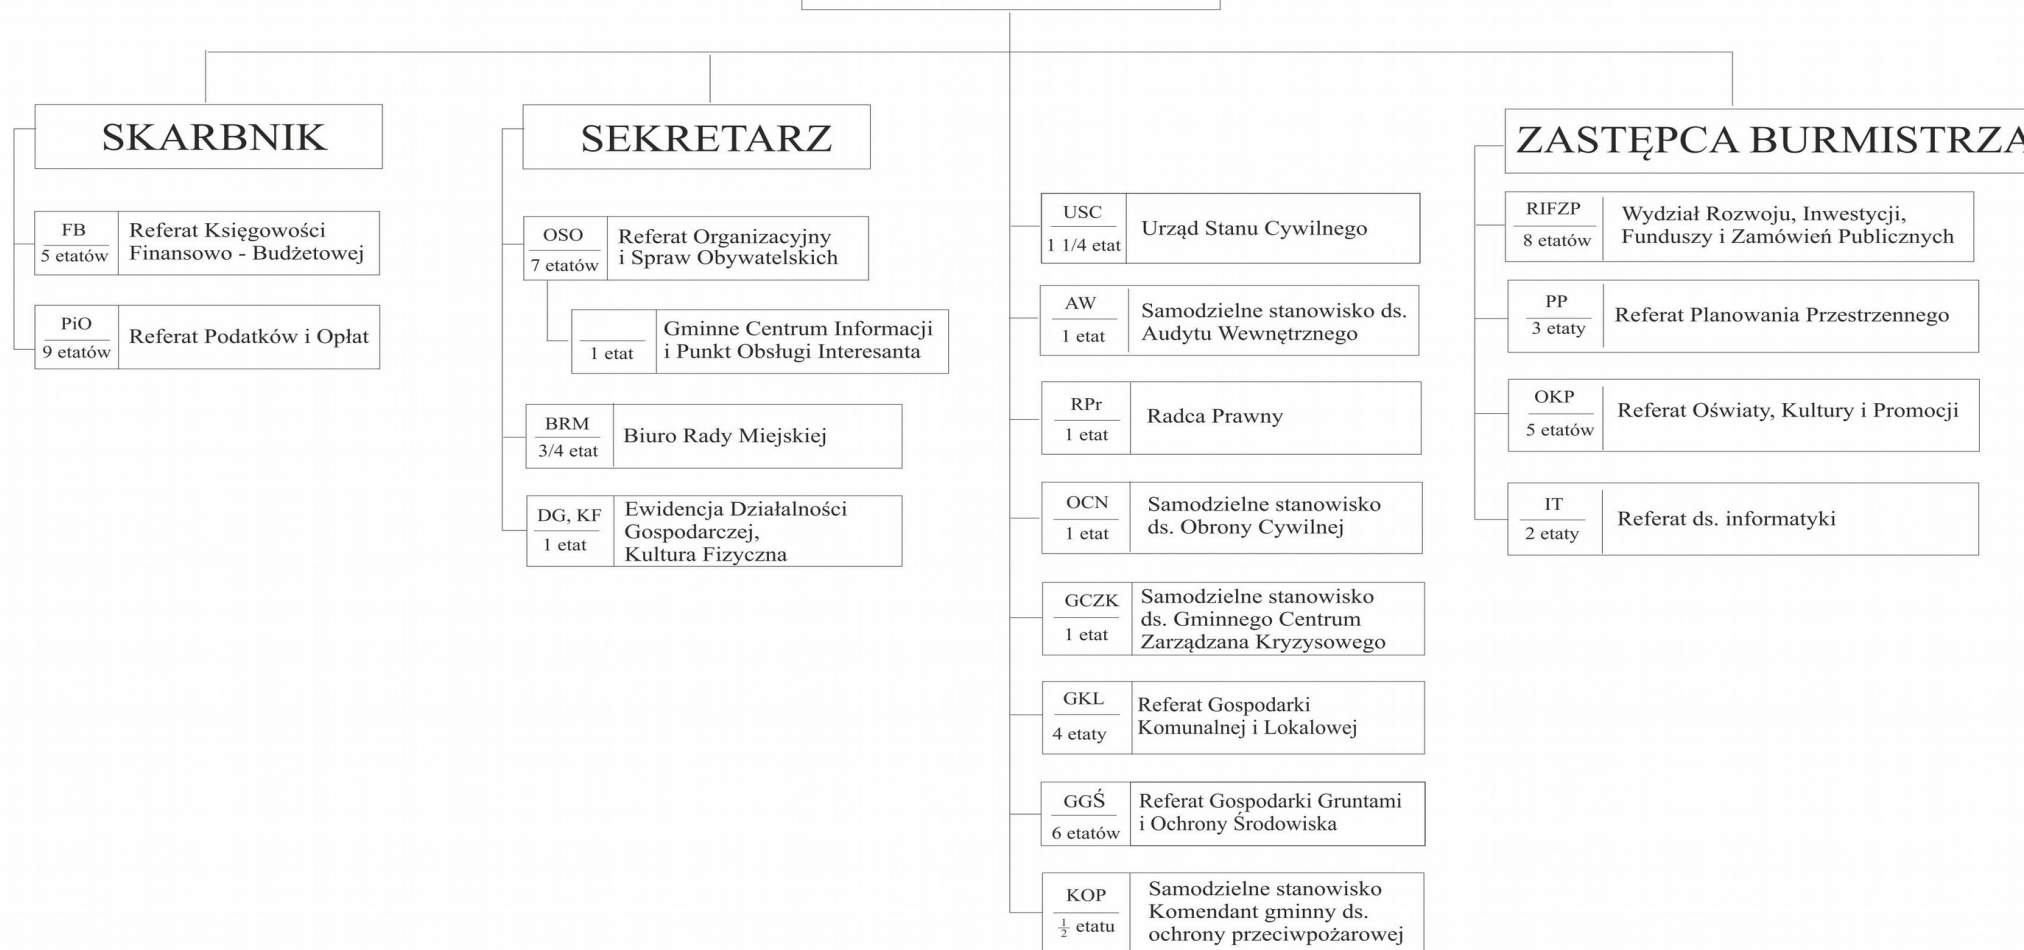 SKARBNIK
FB
5 etatów
Referat Księgowości
Finansowo - Budżetowej
PiO
9 etatów
Referat Podatków i Opłat
SEKRETARZ
OSO
7 etatów
Referat Organizacyjny
i Spraw Obywatelskich
1 etat
Gminne Centrum Informacji
i Punkt Obsługi Interesanta
BRM
3/4 etat
Biuro Rady Miejskiej
DG, KF
1 etat
Ewidencja Działalności
Gospodarczej,
Kultura Fizyczna
USC
1 1/4 etat
Urząd Stanu Cywilnego
AW
1 etat
Samodzielne stanowisko ds.
Audytu Wewnętrznego
RPr
1 etat
Radca Prawny
OCN
1 etat
Samodzielne stanowisko
ds. Obrony Cywilnej
GCZK
1 etat
Samodzielne stanowisko
ds. Gminnego Centrum
Zarządzana Kryzysowego
GKL
4 etaty
Referat Gospodarki
Komunalnej i Lokalowej
GGŚ
6 etatów
Referat Gospodarki Gruntami
i Ochrony Środowiska
KOP
½ etatu
Samodzielne stanowisko
Komendant gminny ds.
ochrony przeciwpożarowej
ZASTĘPCA BURMISTRZA
RIFZP
8 etatów
Wydział Rozwoju, Inwestycji,
Funduszy i Zamówień Publicznych
PP
3 etaty
Referat Planowania Przestrzennego
OKP
5 etatów
Referat Oświaty, Kultury i Promocji
IT
2 etaty
Referat ds. informatyki